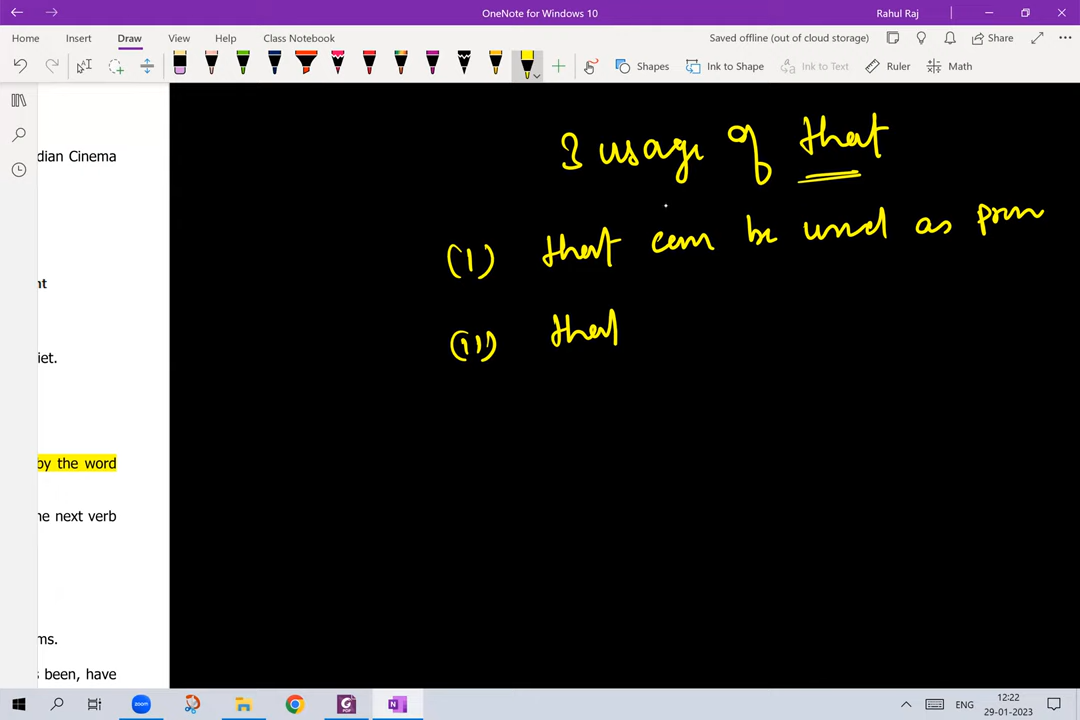 OneNote for Windows 10
Rahul Raj
Home Insert Draw View Help Class Notebook
Saved offline (out of cloud storage)
Share
Shapes Ink to Shape Ink to Text Ruler Math
dian Cinema
nt
iet.
by the word
ne next verb
ms.
s been, have
3 usage of that
(I) that can be used as pron
(II) that
zoom
PDF
N
ENG
12:22
29-01-2023